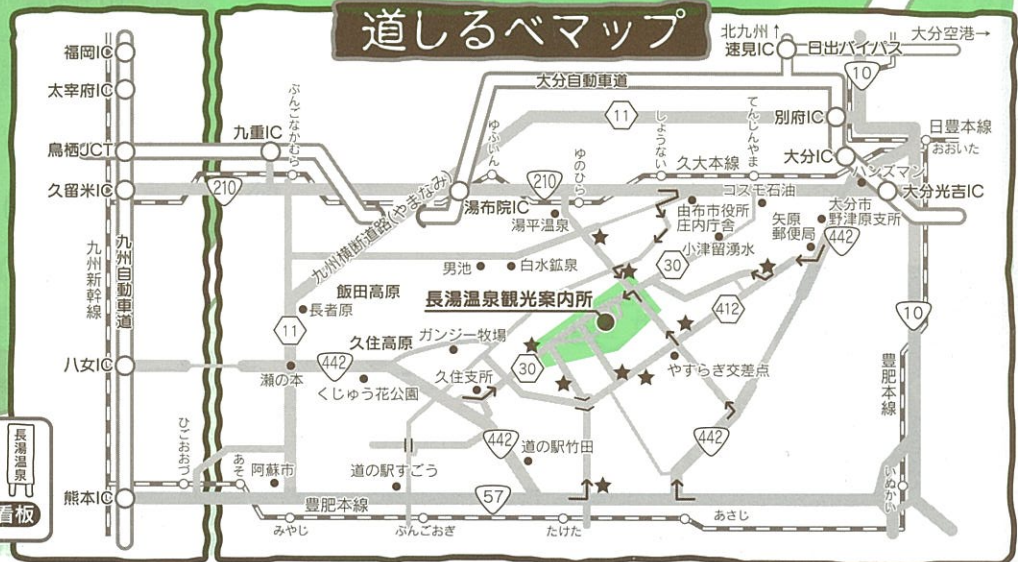 道しるべマップ
福岡IC
太宰府IC
鳥栖JCT
久留米IC
九州新幹線
九州自動車道
八女IC
熊本IC
長湯温泉
看板
北九州↑
速見IC
日出バイパス
大分空港→
10
大分自動車道
11
別府IC
日豊本線
おおいた
大分IC
大分光吉IC
パンズマン
ぶんごなかむら
九重IC
210
ゆふいん
湯布院IC
210
ゆのひら
湯平温泉
しょうない
てんじんやま
久大本線
コスモ石油
由布市役所
庄内庁舎
小津留湧水
大分市
野津原支所
矢原
郵便局
442
九州横断道路(やまなみ)
男池
白水鉱泉
30
飯田高原
長者原
長湯温泉観光案内所
412
11
久住高原
ガンジー牧場
442
瀬の本
くじゅう花公園
久住支所
30
やすらぎ交差点
10
豊肥本線
442
道の駅竹田
442
ひごおおづ
あそ
阿蘇市
道の駅すごう
57
豊肥本線
みやじ
ぶんごおぎ
たけた
あさじ
いぬかい